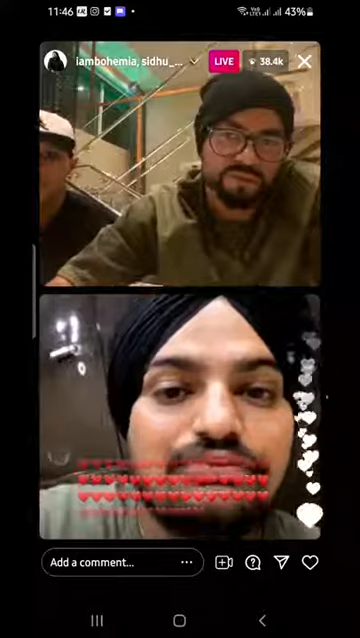 11:46
43%
iambohemia, sidhu_...
LIVE
38.4k
Add a comment...